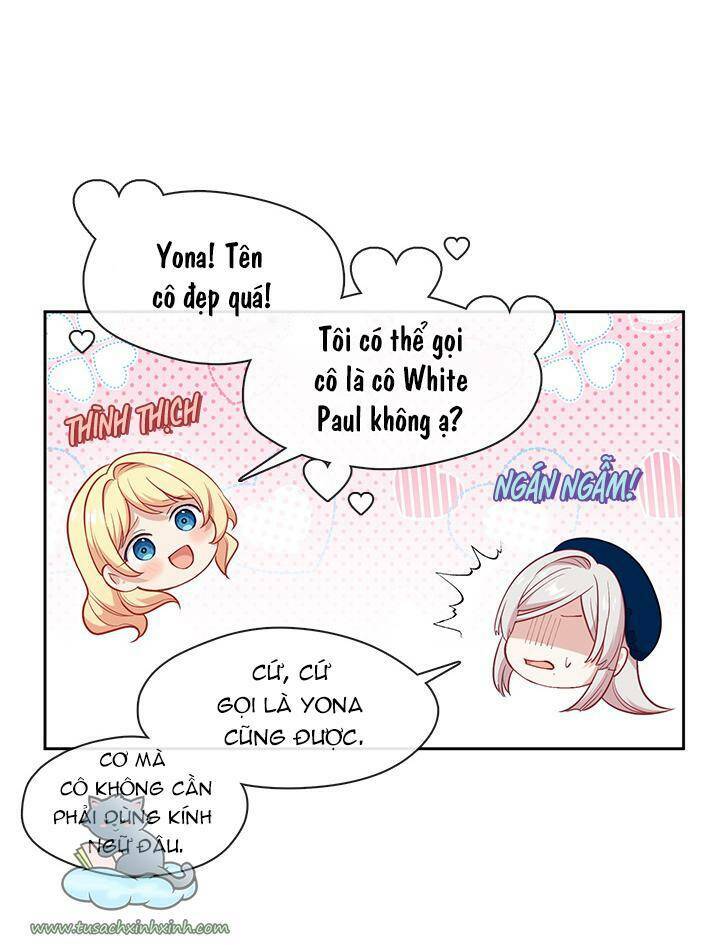 Yona! Tên
cô đẹp quá!
Tôi có thể gọi
cô là cô White
Paul không ạ?
THÌNH THỊCH
NGÁN NGẪM!
CỨ, CỨ
GỌI LÀ YONA
CŨNG ĐƯỢC.
CƠ MÀ
CÔ KHÔNG CẦN
PHẢI DÙNG KÍNH
NGỮ ĐÂU.
www.tusachxinhxinh.com